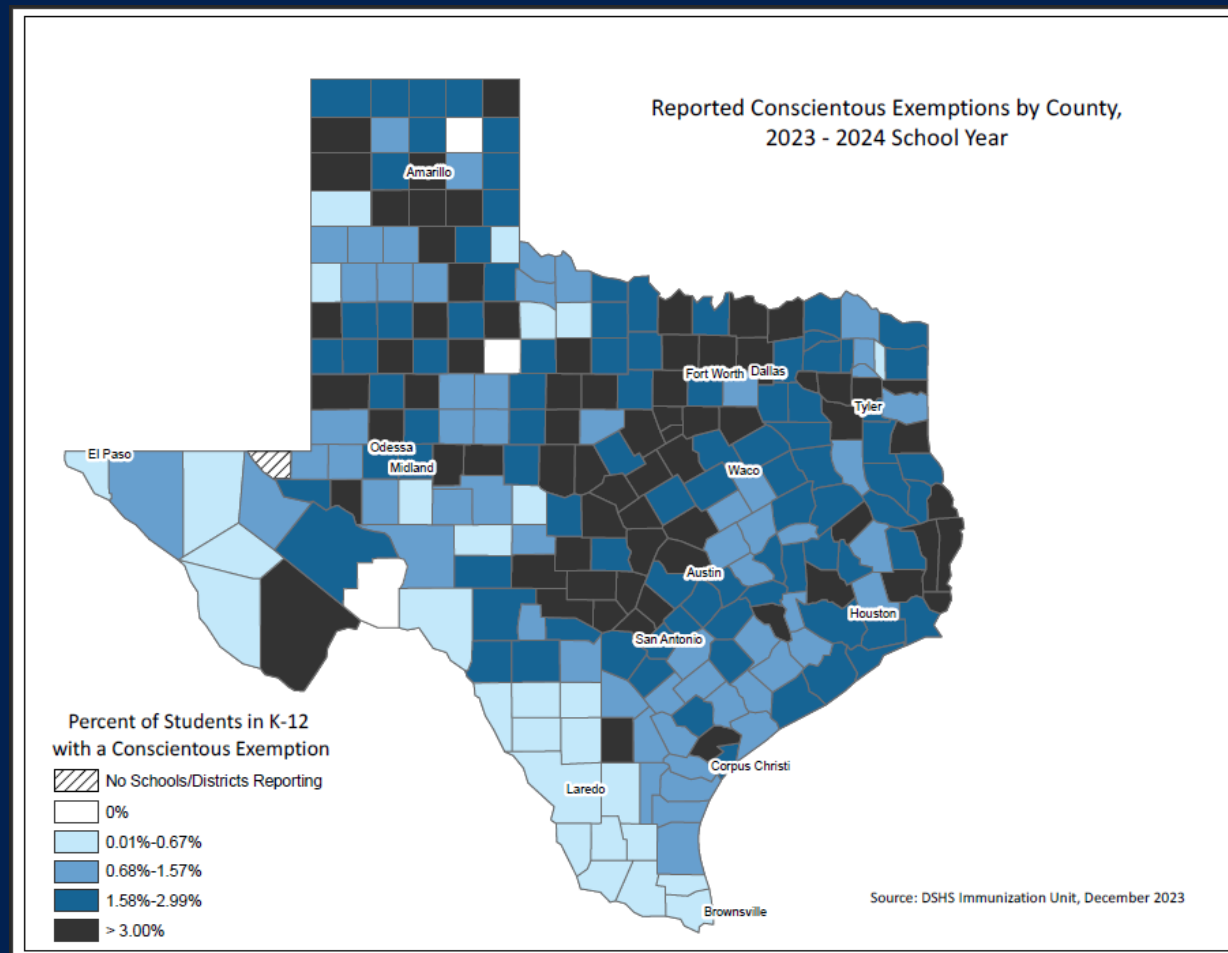 Reported Conscientous Exemptions by County,
2023 - 2024 School Year
Amarillo
Fort Worth
Dallas
Tyler
El Paso
Odessa
Midland
Waco
Austin
Houston
San Antonio
Corpus Christi
Laredo
Brownsville
Percent of Students in K-12
with a Conscientous Exemption
No Schools/Districts Reporting
0%
0.01%-0.67%
0.68%-1.57%
1.58%-2.99%
> 3.00%
Source: DSHS Immunization Unit, December 2023